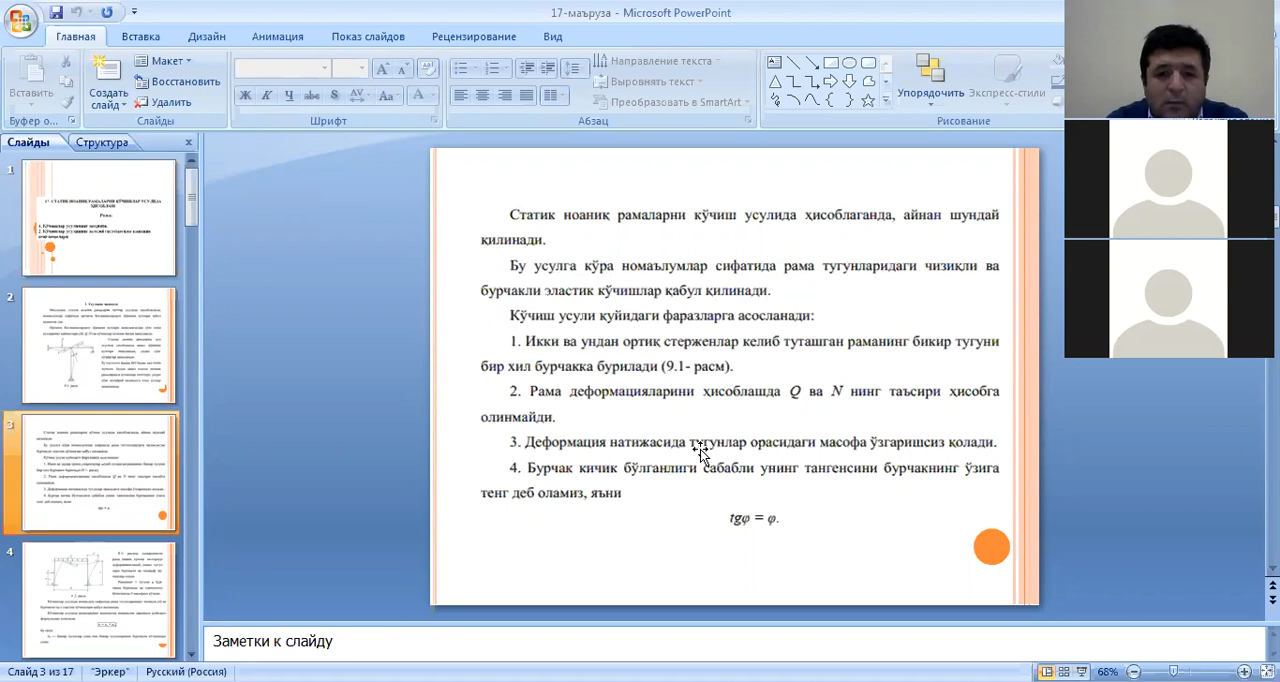 17-маъруза - Microsoft PowerPoint
Главная
Вставка
Дизайн
Анимация
Показ слайдов
Рецензирование
Вид
Вставить
Создать слайд
Макет
Восстановить
Удалить
Направление текста
Выровнять текст
Преобразовать в SmartArt
Упорядочить
Экспресс-стили
Буфер о...
Слайды
Шрифт
Абзац
Рисование
Слайды
Структура
1
2
3
4
Статик ноаниқ рамаларни кўчиш усулида ҳисоблаганда, айнан шундай
қилинади.
Бу усулга кўра номаълумлар сифатида рама тугунларидаги чизиқли ва
бурчакли эластик кўчишлар қабул қилинади.
Кўчиш усули қуйидаги фаразларга асосланади:
1. Икки ва ундан ортиқ стерженлар келиб туташган раманинг бикир тугуни
бир хил бурчакка бурилади (9.1- расм).
2. Рама деформацияларини ҳисоблашда Q ва N нинг таъсири ҳисобга
олинмайди.
3. Деформация натижасида тугунлар орасидаги масофа ўзгаришсиз қолади.
4. Бурчак кичик бўлганлиги сабабли унинг тангенсини бурчакнинг ўзига
тенг деб оламиз, яъни
tgφ = φ.
Заметки к слайду
Слайд 3 из 17
"Эркер"
Русский (Россия)
68%